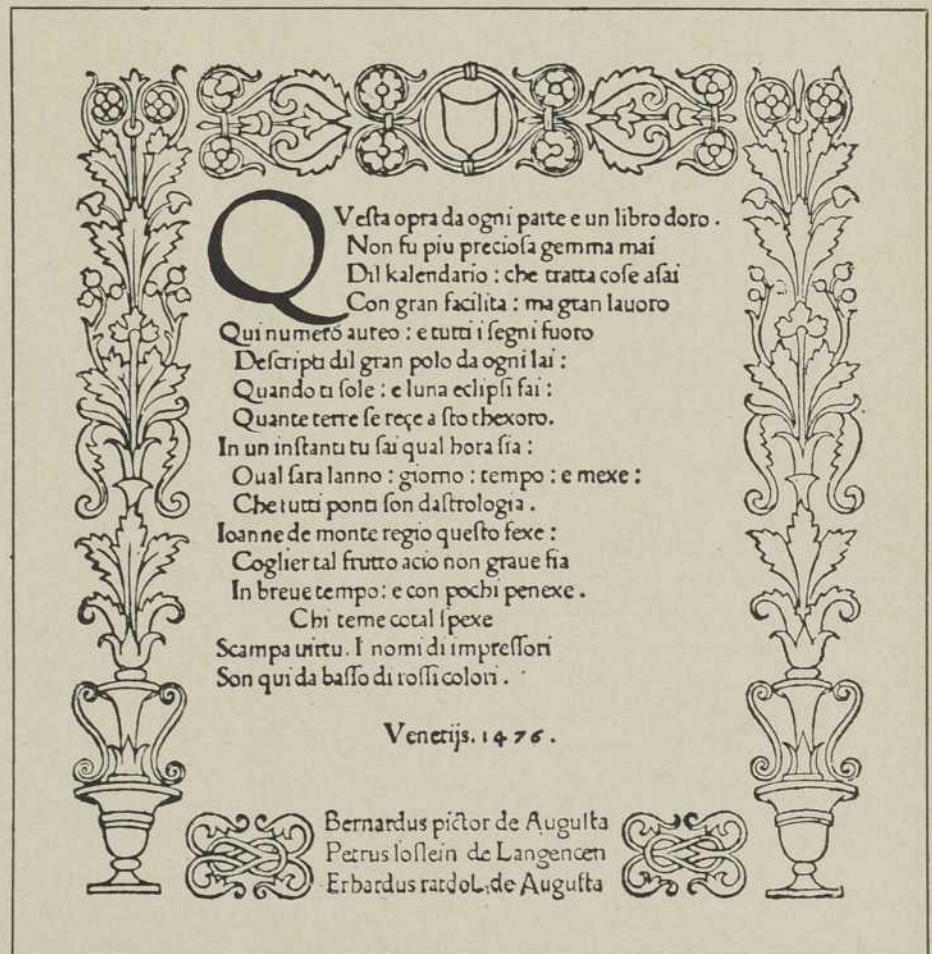 QVeſta opra da ogni parte e un libro doro.
Non fu piu precioſa gemma mai
Dil kalendario: che tratta coſe aſai
Con gran facilita: ma gran lauoro
Qui numero aureo: e tutti i ſegni fuoro
Deſcripti dil gran polo da ogni lai:
Quando ti ſole: e luna eclipſi fai:
Quante terre ſe reçe a ſto thexoro.
In un inſtanti tu ſai qual hora ſia:
Qual ſara lanno: giorno: tempo: e mexe:
Che tutti ponti ſon daſtrologia.
Ioanne de monte regio queſto fexe:
Coglier tal frutto acio non graue ſia
In breue tempo: e con pochi penexe.
Chi teme cotal ſpexe
Scampa uirtu. I nomi di impreſſori
Son qui da baſſo di roſſi colori.
Venetijs. 1476.
Bernardus pictor de Auguſta
Petrus loſlein de Langencen
Erhardus ratdolt de Auguſta